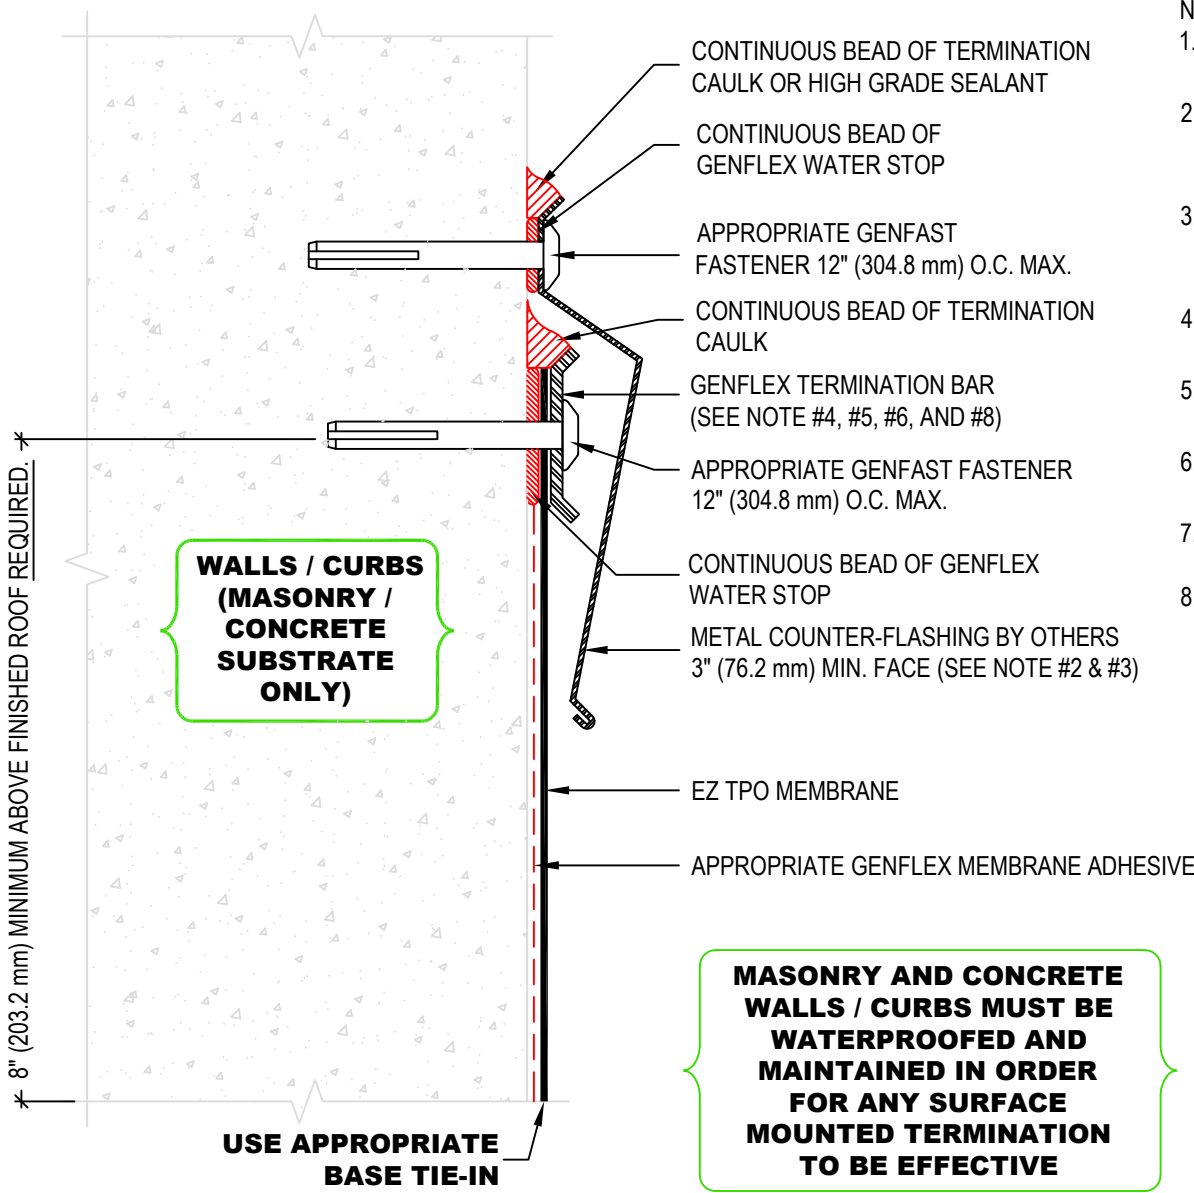 N
1.
CONTINUOUS BEAD OF TERMINATION
CAULK OR HIGH GRADE SEALANT
2
CONTINUOUS BEAD OF
GENFLEX WATER STOP
3
APPROPRIATE GENFAST
FASTENER 12" (304.8 mm) O.C. MAX.
4
CONTINUOUS BEAD OF TERMINATION
CAULK
5
GENFLEX TERMINATION BAR
(SEE NOTE #4, #5, #6, AND #8)
6
APPROPRIATE GENFAST FASTENER
12" (304.8 mm) O.C. MAX.
7.
CONTINUOUS BEAD OF GENFLEX
WATER STOP
8
METAL COUNTER-FLASHING BY OTHERS
3" (76.2 mm) MIN. FACE (SEE NOTE #2 & #3)
EZ TPO MEMBRANE
APPROPRIATE GENFLEX MEMBRANE ADHESIVE
8" (203.2 mm) MINIMUM ABOVE FINISHED ROOF REQUIRED.
WALLS / CURBS
(MASONRY /
CONCRETE
SUBSTRATE
ONLY)
MASONRY AND CONCRETE
WALLS / CURBS MUST BE
WATERPROOFED AND
MAINTAINED IN ORDER
FOR ANY SURFACE
MOUNTED TERMINATION
TO BE EFFECTIVE
USE APPROPRIATE
BASE TIE-IN